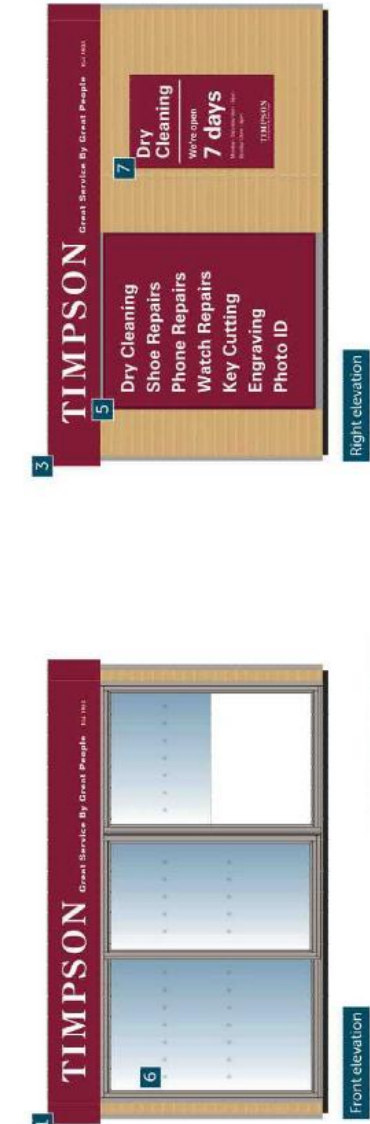 TIMPSON Great Service By Great People
6
Front elevation
3
TIMPSON Great Service By Great People
5
Dry Cleaning
Shoe Repairs
Phone Repairs
Watch Repairs
Key Cutting
Engraving
Photo ID
7
Dry
Cleaning
We're open
7 days
TIMPSON
Right elevation